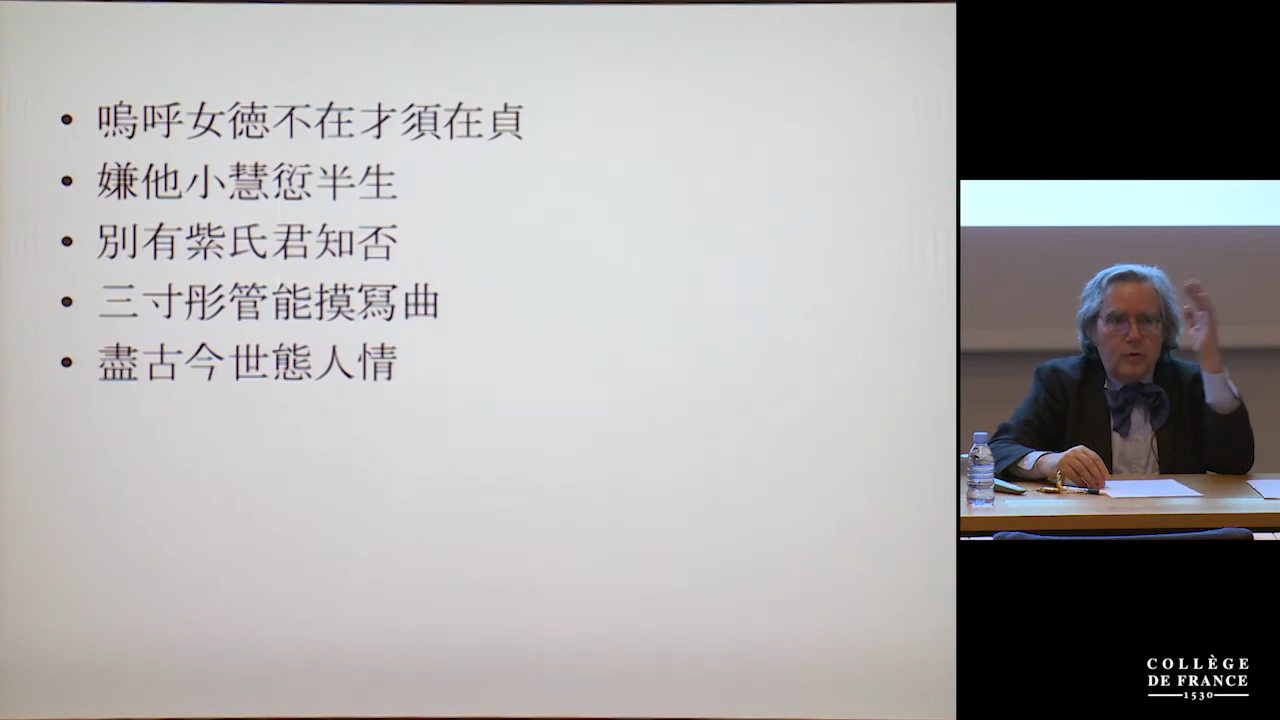 • 嗚呼女徳不在才須在貞
• 嫌他小慧愆半生
• 別有紫氏君知否
• 三寸彤管能摸冩曲
• 盡古今世態人情
COLLÈGE
DE FRANCE
1530